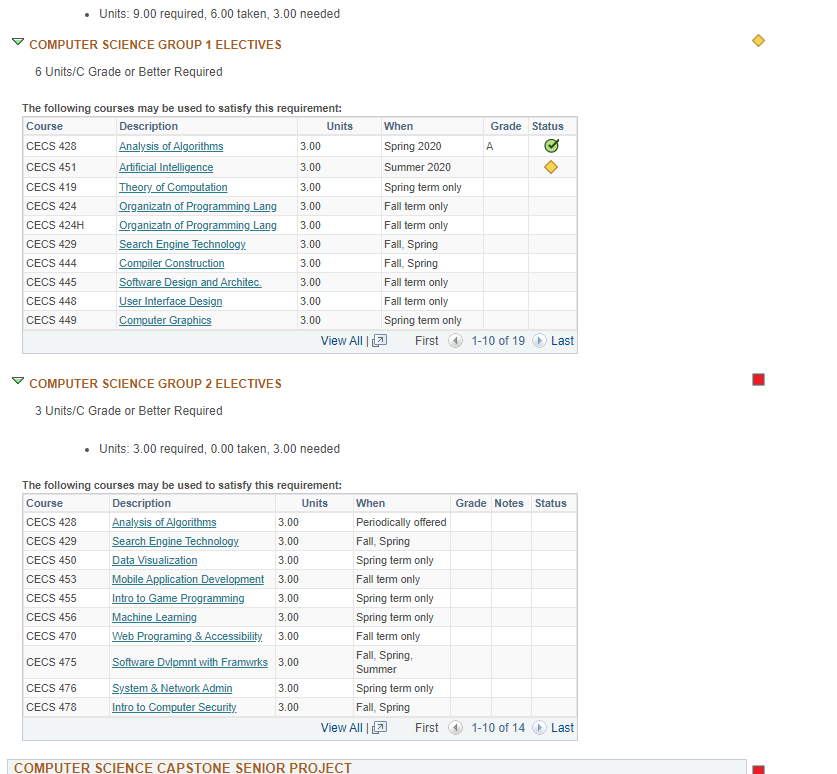 Units: 9.00 required, 6.00 taken, 3.00 needed
COMPUTER SCIENCE GROUP 1 ELECTIVES
6 Units/C Grade or Better Required
The following courses may be used to satisfy this requirement:
Course Description Units When Grade Status
CECS 428 Analysis of Algorithms 3.00 Spring 2020 A
CECS 451 Artificial Intelligence 3.00 Summer 2020
CECS 419 Theory of Computation 3.00 Spring term only
CECS 424 Organizatn of Programming Lang 3.00 Fall term only
CECS 424H Organizatn of Programming Lang 3.00 Fall term only
CECS 429 Search Engine Technology 3.00 Fall, Spring
CECS 444 Compiler Construction 3.00 Fall, Spring
CECS 445 Software Design and Architec. 3.00 Fall term only
CECS 448 User Interface Design 3.00 Fall term only
CECS 449 Computer Graphics 3.00 Spring term only
View All | First 1-10 of 19 Last
COMPUTER SCIENCE GROUP 2 ELECTIVES
3 Units/C Grade or Better Required
Units: 3.00 required, 0.00 taken, 3.00 needed
The following courses may be used to satisfy this requirement:
Course Description Units When Grade Notes Status
CECS 428 Analysis of Algorithms 3.00 Periodically offered
CECS 429 Search Engine Technology 3.00 Fall, Spring
CECS 450 Data Visualization 3.00 Spring term only
CECS 453 Mobile Application Development 3.00 Fall term only
CECS 455 Intro to Game Programming 3.00 Spring term only
CECS 456 Machine Learning 3.00 Spring term only
CECS 470 Web Programing & Accessibility 3.00 Fall term only
CECS 475 Software Dvlpmnt with Framwrks 3.00 Fall, Spring,
Summer
CECS 476 System & Network Admin 3.00 Spring term only
CECS 478 Intro to Computer Security 3.00 Fall, Spring
View All | First 1-10 of 14 Last
COMPUTER SCIENCE CAPSTONE SENIOR PROJECT